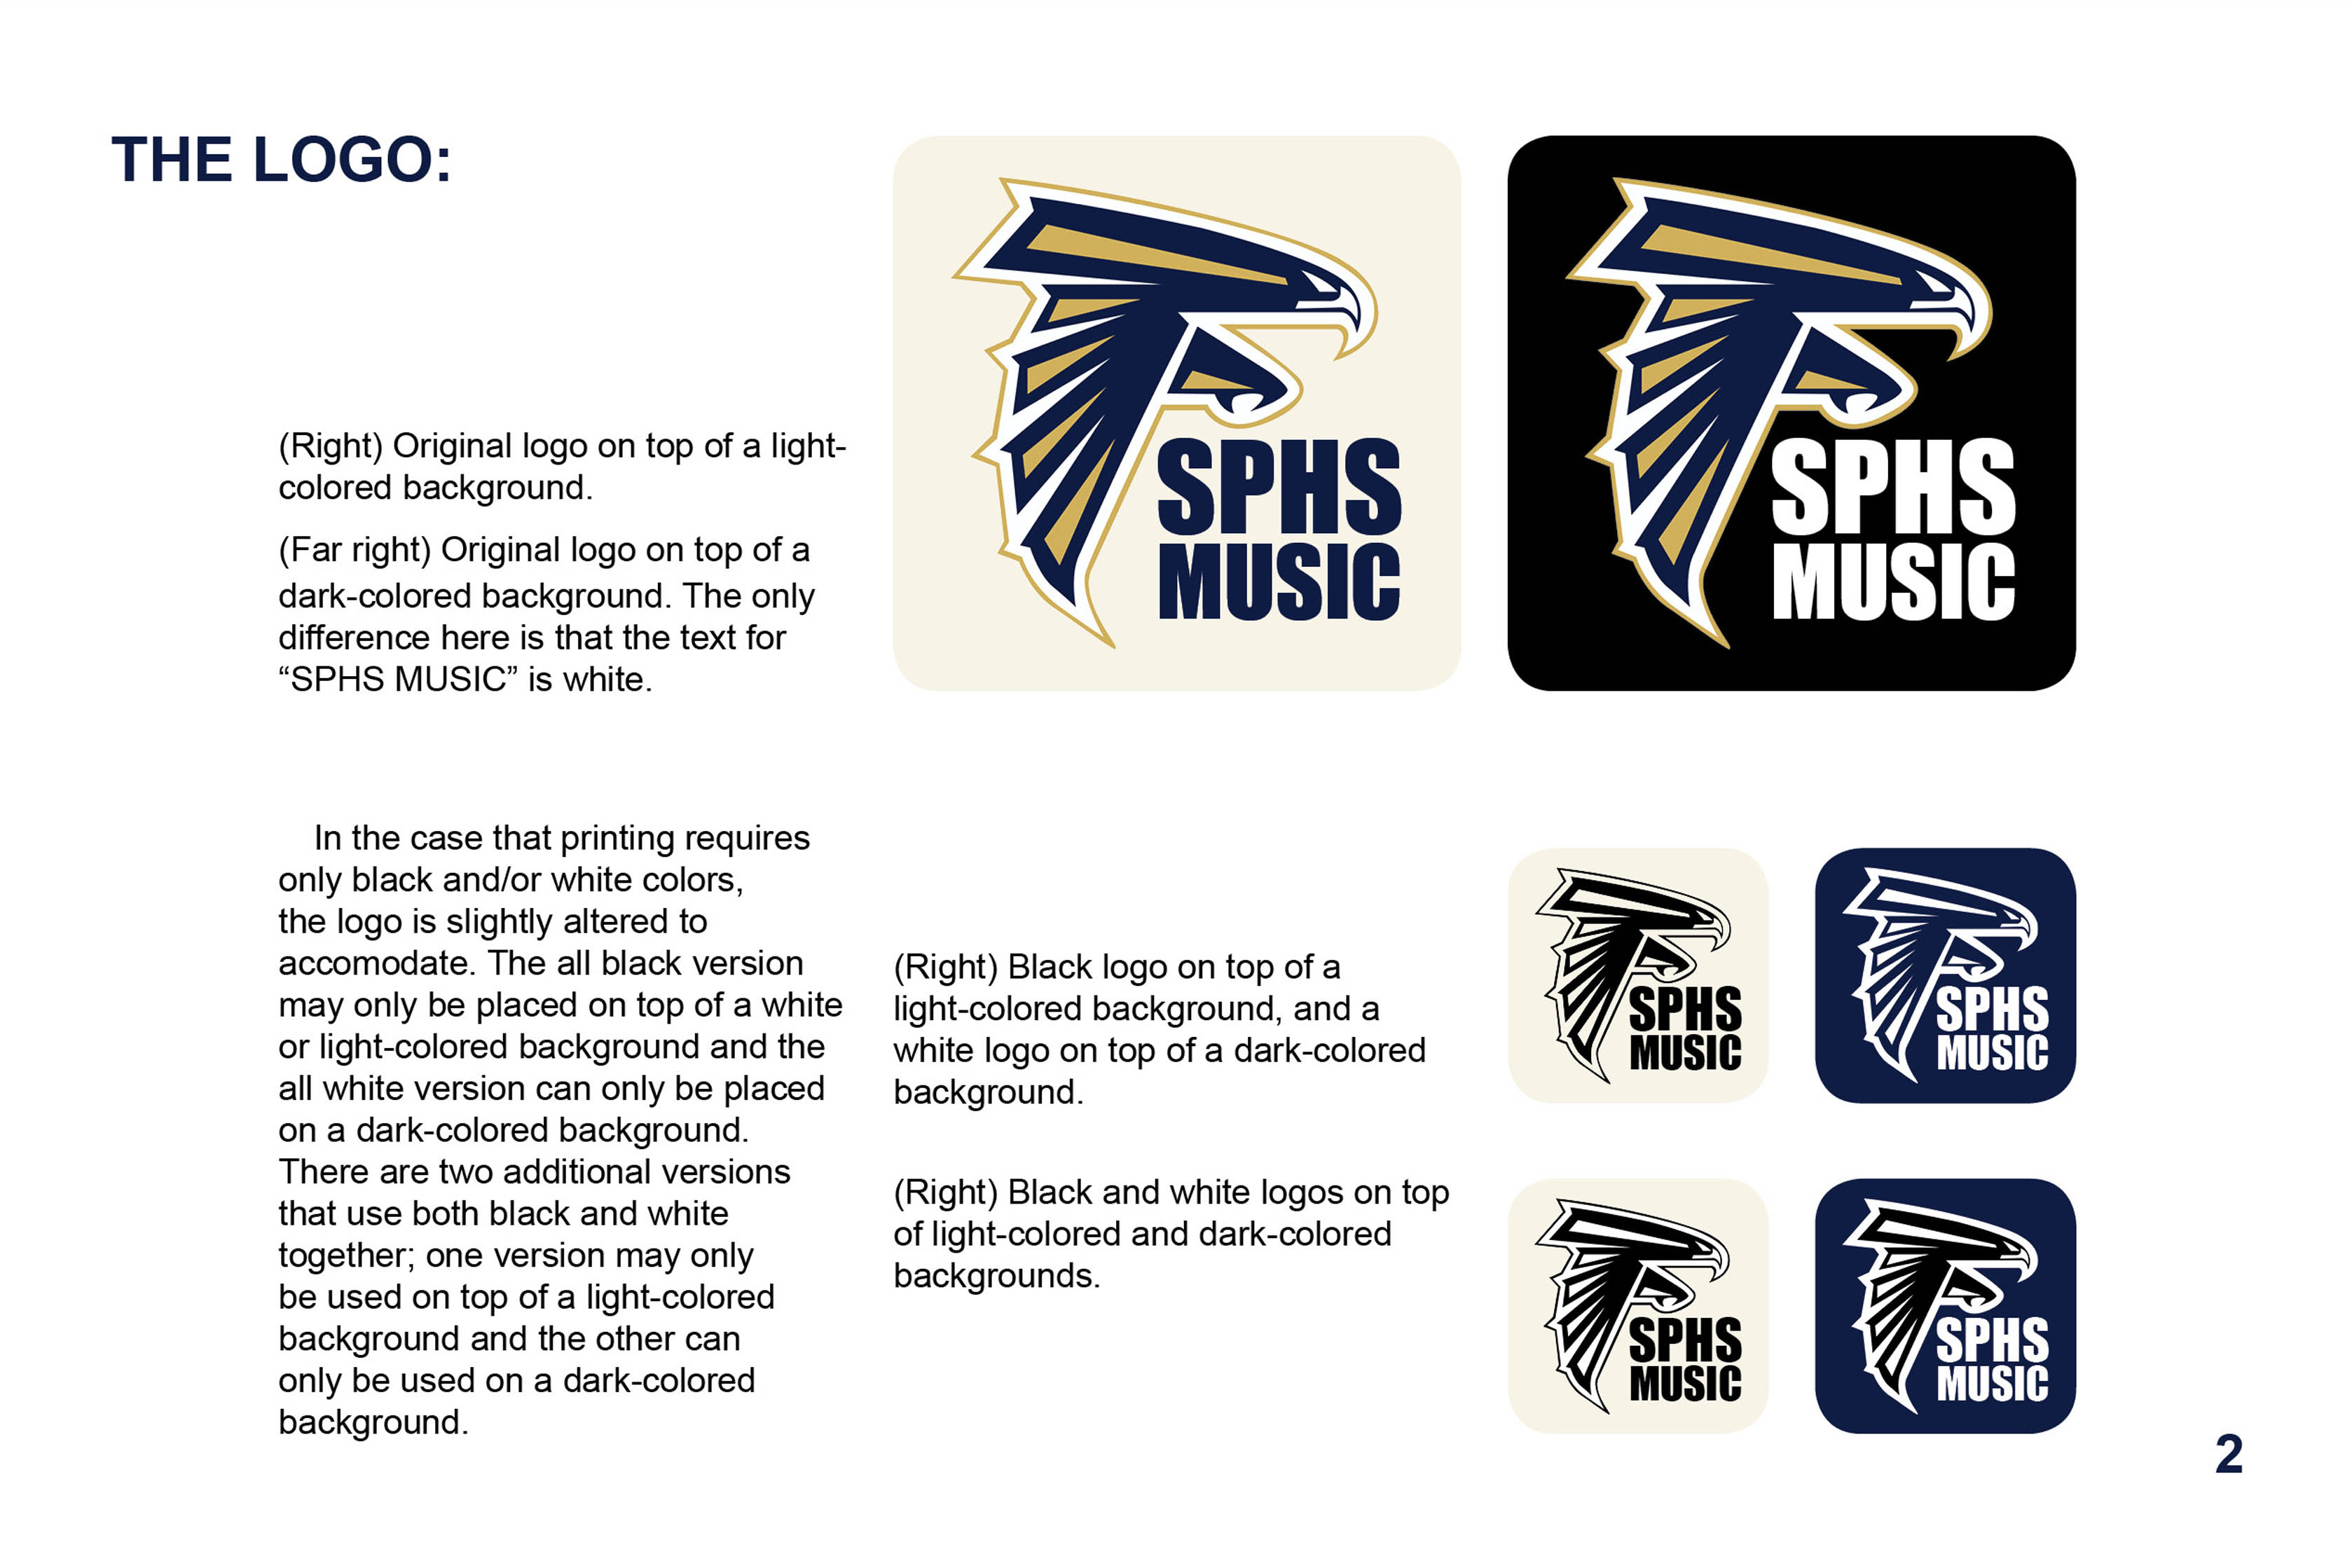 THE LOGO:
(Right) Original logo on top of a light-
colored background.
(Far right) Original logo on top of a
dark-colored background. The only
difference here is that the text for
“SPHS MUSIC” is white.
SPHS
MUSIC
SPHS
MUSIC
In the case that printing requires
only black and/or white colors,
the logo is slightly altered to
accomodate. The all black version
may only be placed on top of a white
or light-colored background and the
all white version can only be placed
on a dark-colored background.
There are two additional versions
that use both black and white
together; one version may only
be used on top of a light-colored
background and the other can
only be used on a dark-colored
background.
(Right) Black logo on top of a
light-colored background, and a
white logo on top of a dark-colored
background.
SPHS
MUSIC
SPHS
MUSIC
(Right) Black and white logos on top
of light-colored and dark-colored
backgrounds.
SPHS
MUSIC
SPHS
MUSIC
2